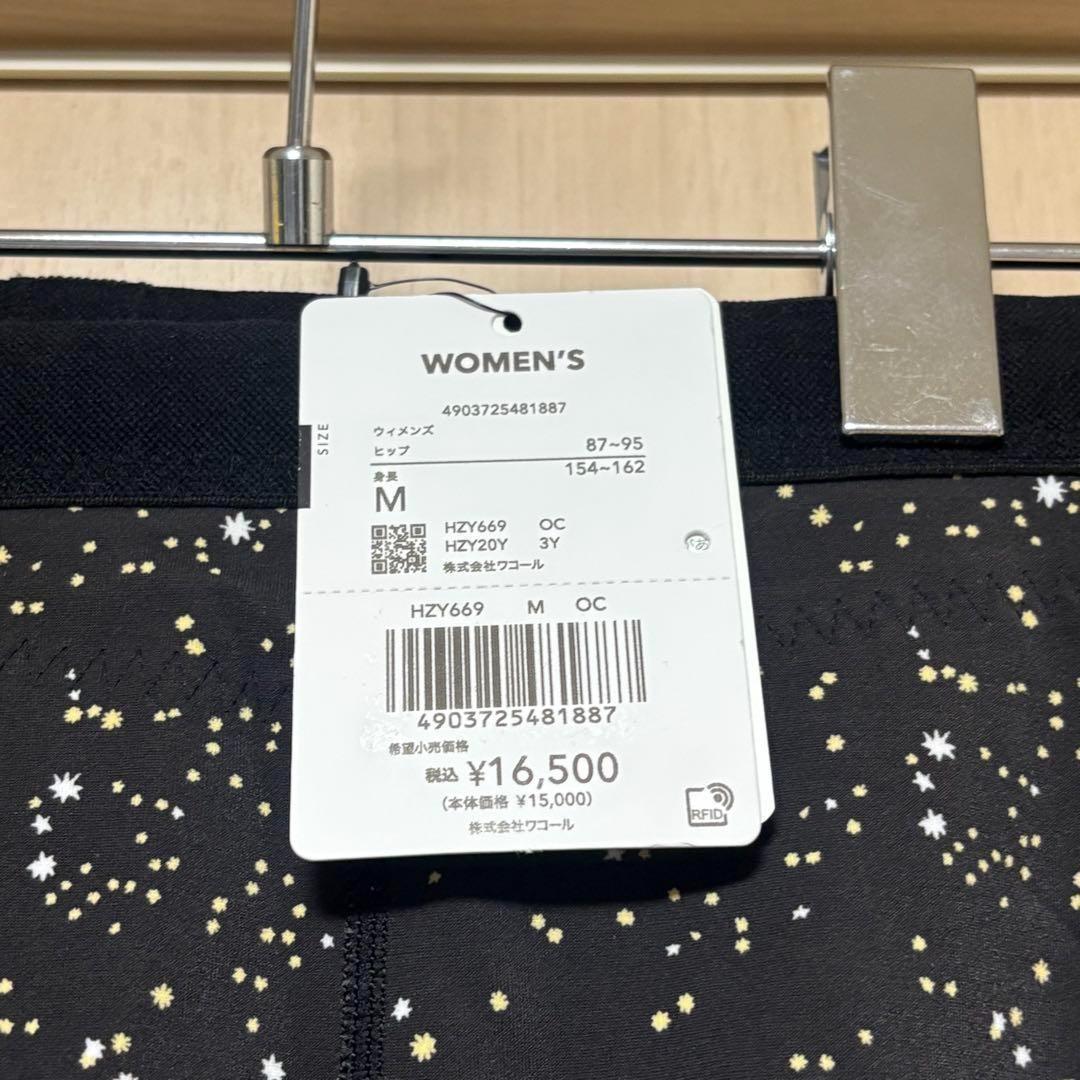 WOMEN'S
4903725481887
SIZE
ウィメンズ
ヒップ 87~95
身長 154~162
M
HZY669 OC
HZY20Y 3Y
株式会社ワコール
HZY669 M OC
4903725481887
希望小売価格
税込 ¥16,500
(本体価格 ¥15,000)
株式会社ワコール
RFID